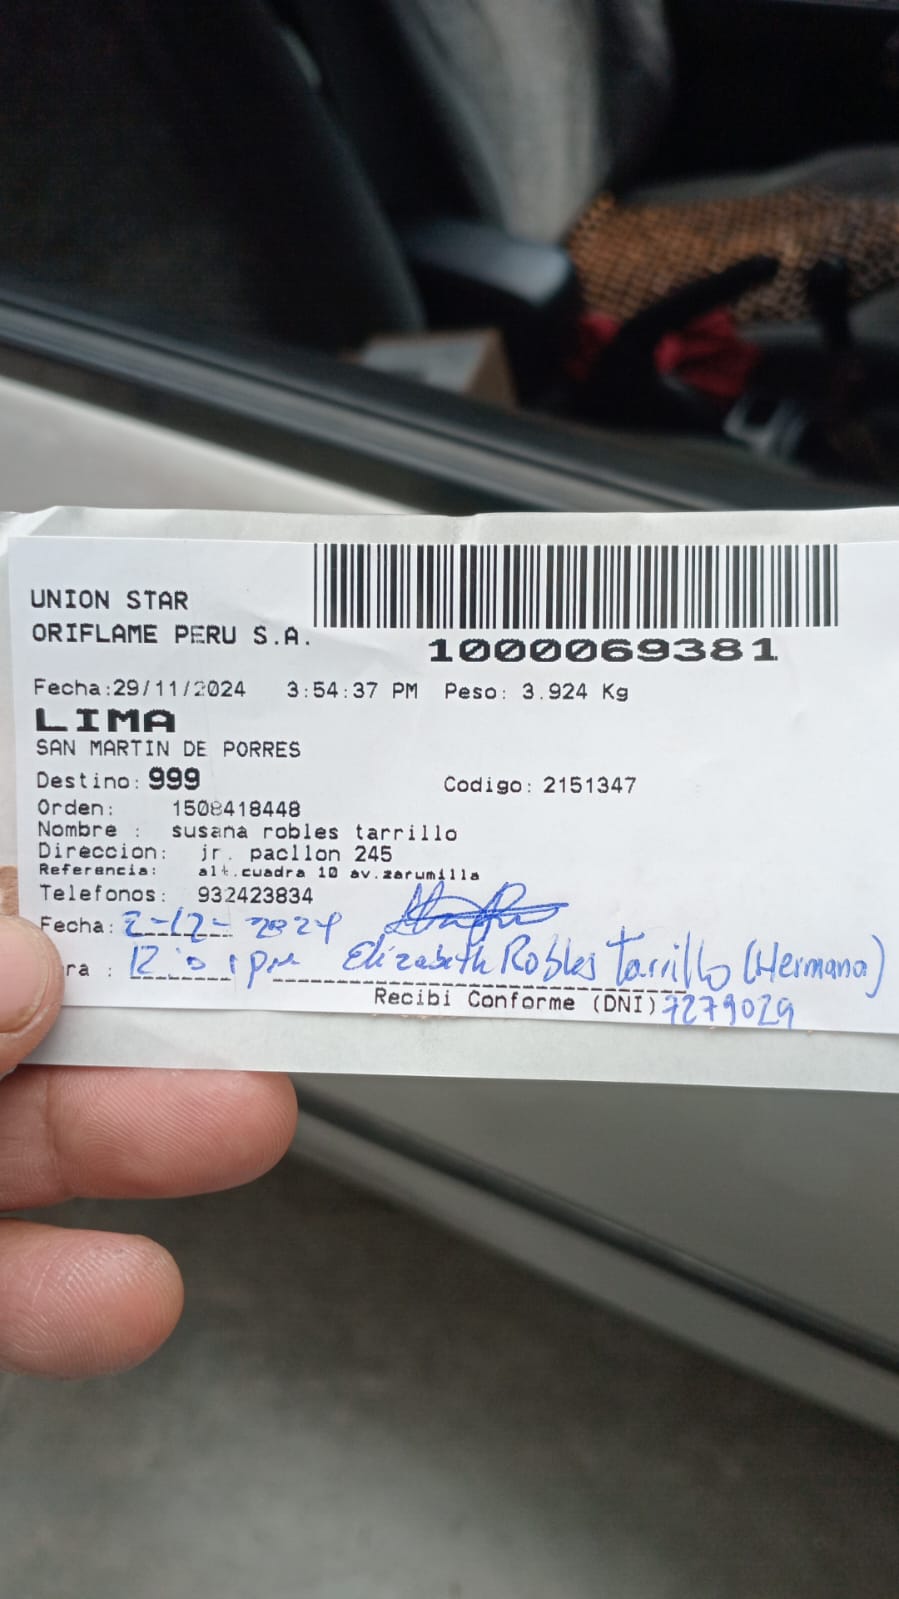 UNION STAR
ORIFLAME PERU S.A.
1000069381
Fecha:29/11/2024 3:54:37 PM Peso: 3.924 Kg
LIMA
SAN MARTIN DE PORRES
Destino: 999 Codigo: 2151347
Orden: 1508418448
Nombre : susana robles tarrillo
Direccion: jr. pacllon 245
Referencia: alt.cuadra 10 av.zarumilla
Telefonos: 932423834
Fecha: 2-12-2024
ra : 12:01pm Elizabeth Robles Tarrillo (Hermana)
Recibi Conforme (DNI) 7279029